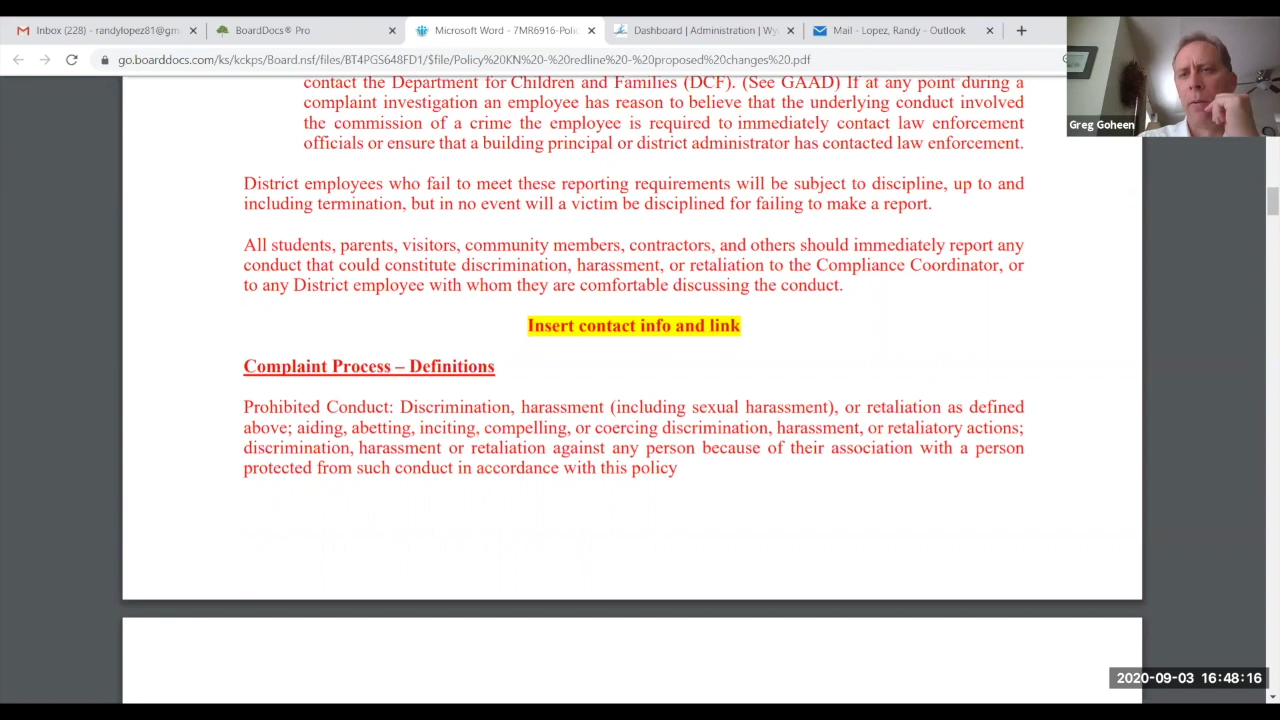 Inbox (228) - randylopez81@gm
BoardDocs® Pro
Microsoft Word - 7MR6916-Poli
Dashboard | Administration | Wy
Mail - Lopez, Randy - Outlook
go.boarddocs.com/ks/kckps/Board.nsf/files/BT4PGS648FD1/$file/Policy%20KN%20-%20redline%20-%20proposed%20changes%20.pdf
Greg Goheen
contact the Department for Children and Families (DCF). (See GAAD) If at any point during a
complaint investigation an employee has reason to believe that the underlying conduct involved
the commission of a crime the employee is required to immediately contact law enforcement
officials or ensure that a building principal or district administrator has contacted law enforcement.
District employees who fail to meet these reporting requirements will be subject to discipline, up to and
including termination, but in no event will a victim be disciplined for failing to make a report.
All students, parents, visitors, community members, contractors, and others should immediately report any
conduct that could constitute discrimination, harassment, or retaliation to the Compliance Coordinator, or
to any District employee with whom they are comfortable discussing the conduct.
Insert contact info and link
Complaint Process – Definitions
Prohibited Conduct: Discrimination, harassment (including sexual harassment), or retaliation as defined
above; aiding, abetting, inciting, compelling, or coercing discrimination, harassment, or retaliatory actions;
discrimination, harassment or retaliation against any person because of their association with a person
protected from such conduct in accordance with this policy
2020-09-03 16:48:16